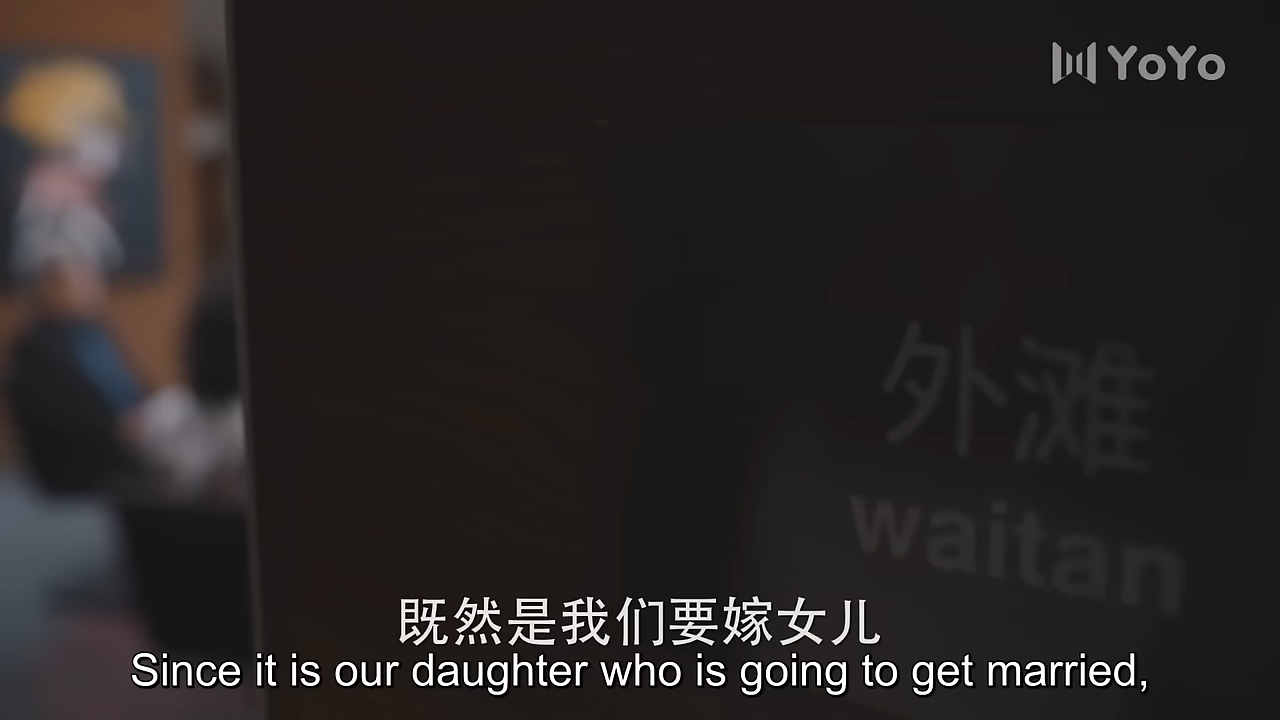 YoYo
外滩
waitan
既然是我们要嫁女儿
Since it is our daughter who is going to get married,